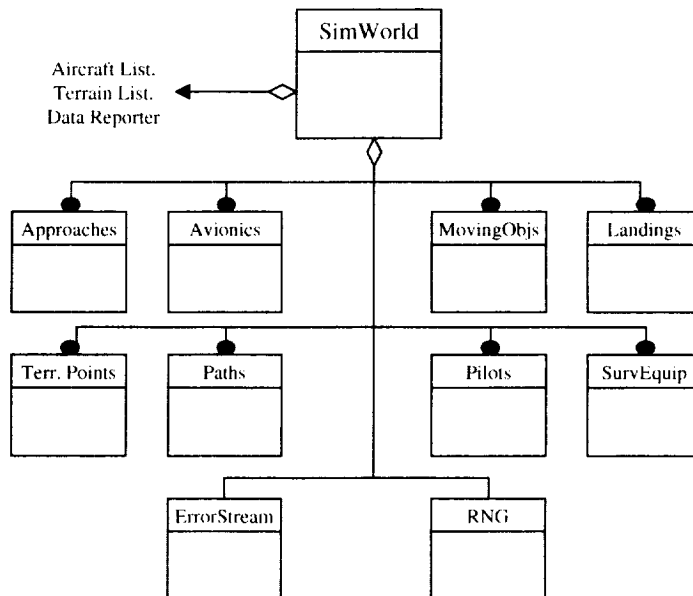 SimWorld
Aircraft List.
Terrain List.
Data Reporter
Approaches
Avionics
MovingObjs
Landings
Terr. Points
Paths
Pilots
SurvEquip
ErrorStream
RNG